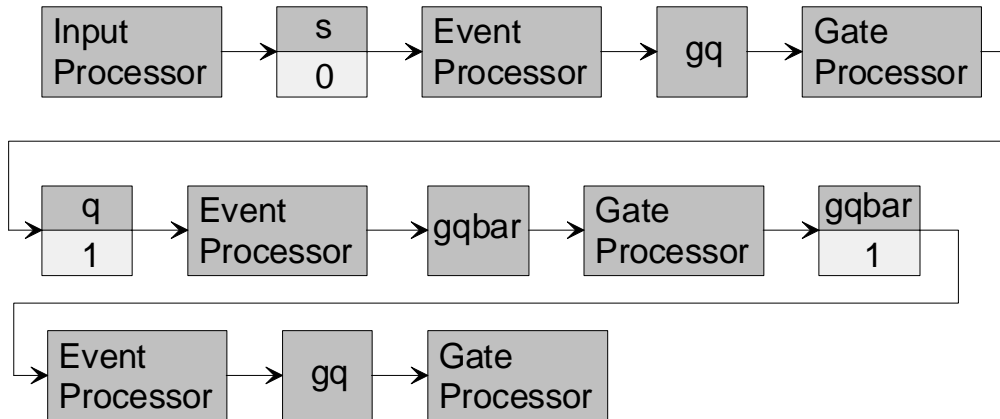 Input Processor
s
0
Event Processor
gq
Gate Processor
q
1
Event Processor
gqbar
Gate Processor
gqbar
1
Event Processor
gq
Gate Processor